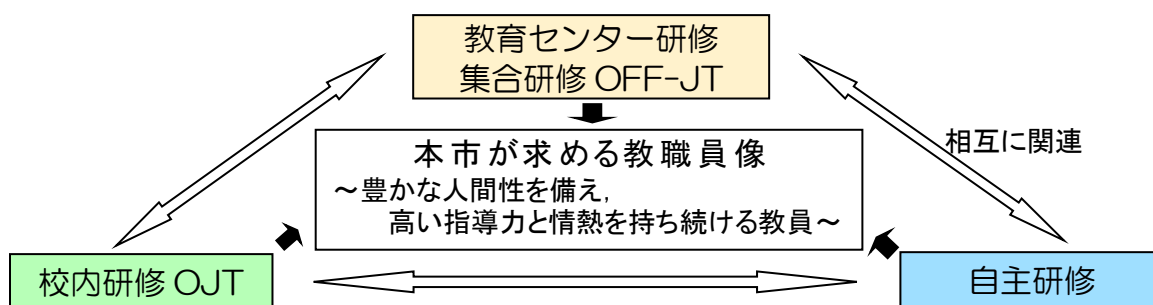 教育センター研修
集合研修 OFF-JT
本市が求める教職員像
～豊かな人間性を備え，
高い指導力と情熱を持ち続ける教員～
相互に関連
校内研修 OJT
自主研修